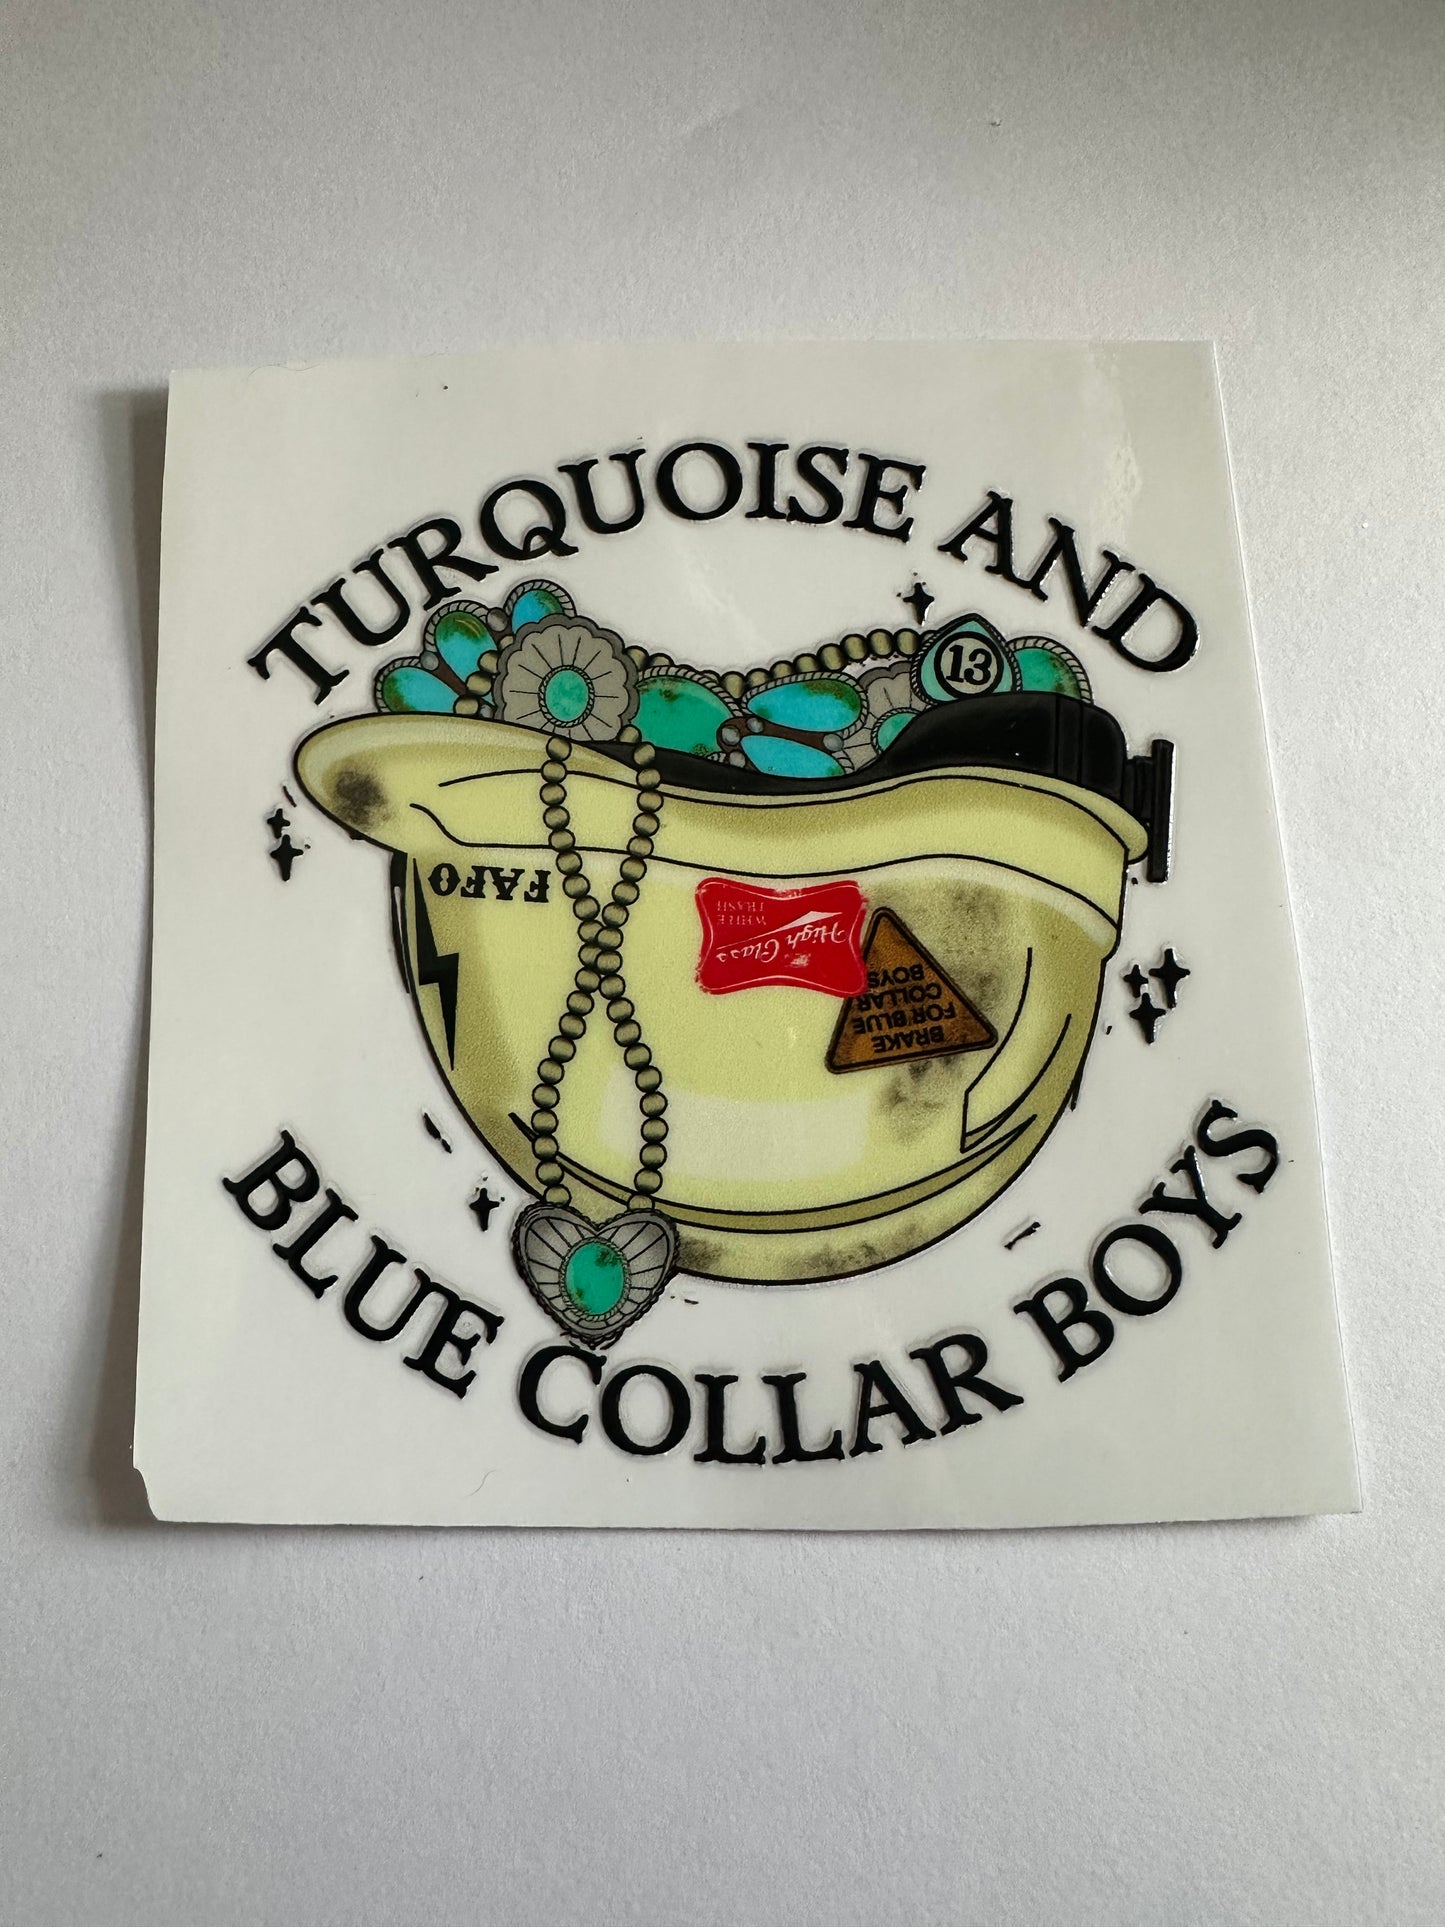 TURQUOISE AND
13
FAFO
High Class
WHITE
TRASH
BRAKE
FOR BLUE
COLLAR
BOYS
BLUE COLLAR BOYS